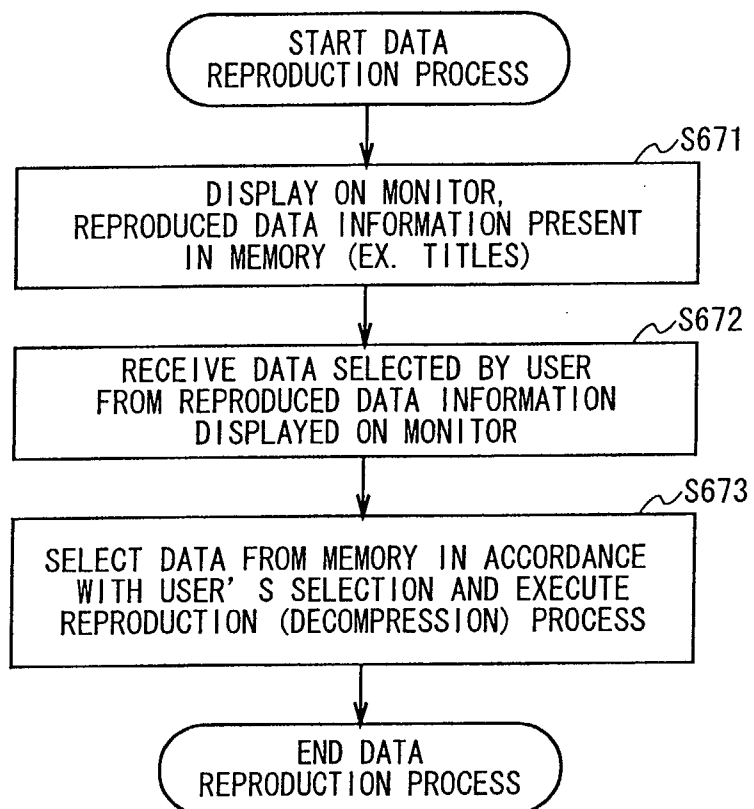 START DATA
REPRODUCTION PROCESS
S671
DISPLAY ON MONITOR,
REPRODUCED DATA INFORMATION PRESENT
IN MEMORY (EX. TITLES)
S672
RECEIVE DATA SELECTED BY USER
FROM REPRODUCED DATA INFORMATION
DISPLAYED ON MONITOR
S673
SELECT DATA FROM MEMORY IN ACCORDANCE
WITH USER'S SELECTION AND EXECUTE
REPRODUCTION (DECOMPRESSION) PROCESS
END DATA
REPRODUCTION PROCESS